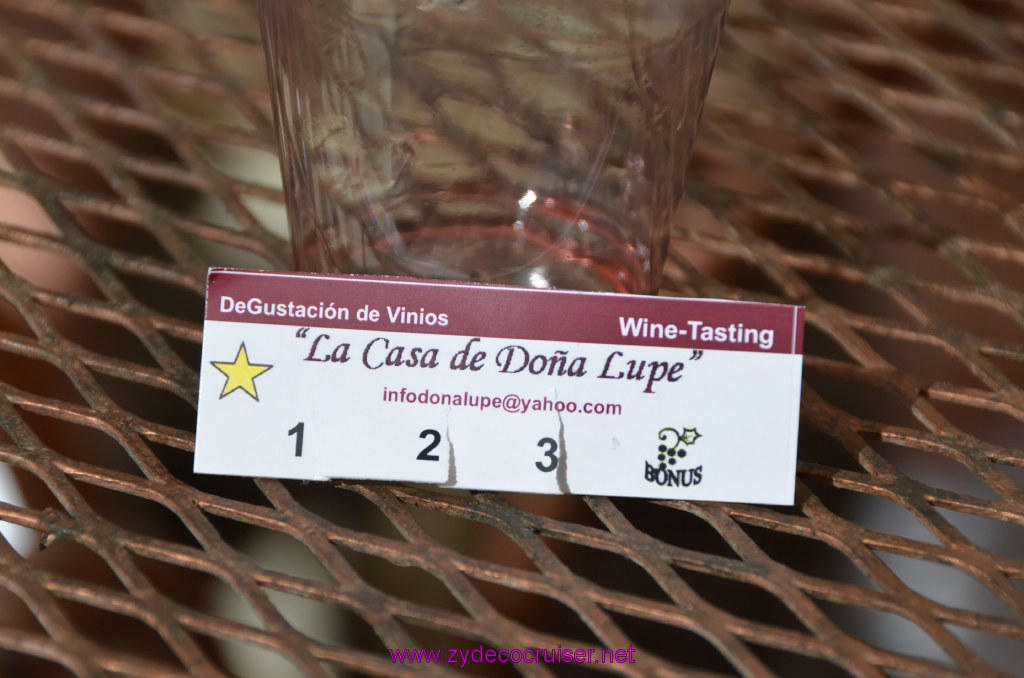 DeGustación de Vinios Wine-Tasting
“La Casa de Doña Lupe”
infodonalupe@yahoo.com
1 2 3 BONUS
www.zydecocruiser.net